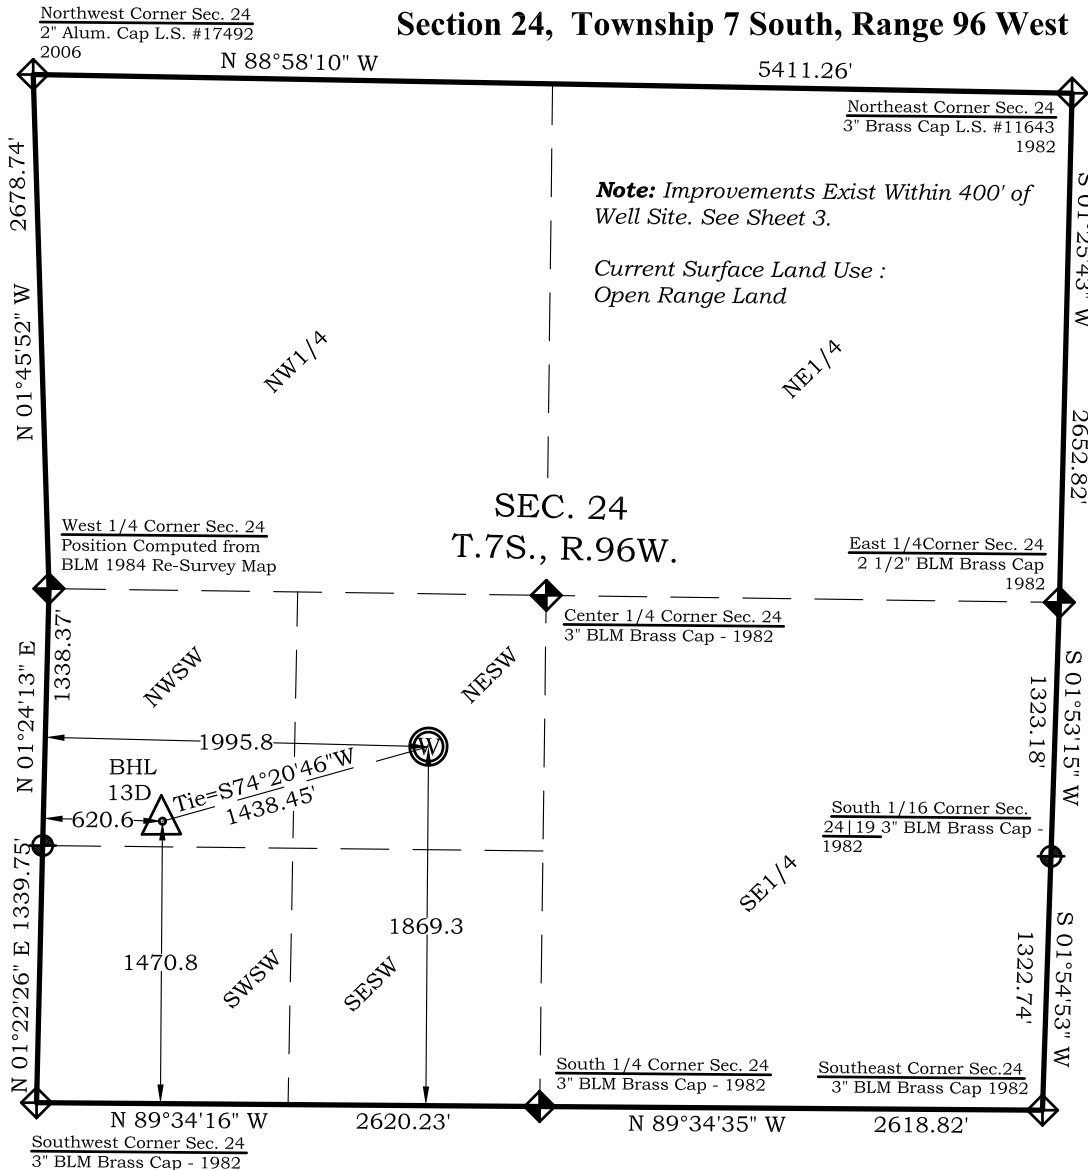 Northwest Corner Sec. 24
2" Alum. Cap L.S. #17492
2006
Section 24, Township 7 South, Range 96 West
N 88°58'10" W
5411.26'
Northeast Corner Sec. 24
3" Brass Cap L.S. #11643
1982
2678.74'
N 01°45'52" W
S 01°25'43" W
2652.82'
Note: Improvements Exist Within 400' of
Well Site. See Sheet 3.
Current Surface Land Use :
Open Range Land
NW1/4
NE1/4
SEC. 24
T.7S., R.96W.
West 1/4 Corner Sec. 24
Position Computed from
BLM 1984 Re-Survey Map
East 1/4Corner Sec. 24
2 1/2" BLM Brass Cap
1982
Center 1/4 Corner Sec. 24
3" BLM Brass Cap - 1982
1338.37'
N 01°24'13" E
NWSW
NESW
S 01°53'15" W
1323.18'
1995.8
W
BHL
13D
Tie=S74°20'46"W
1438.45'
620.6
South 1/16 Corner Sec.
24|19 3" BLM Brass Cap -
1982
SE1/4
N 01°22'26" E 1339.75'
1869.3
1470.8
SWSW
SESW
S 01°54'53" W
1322.74'
South 1/4 Corner Sec. 24
3" BLM Brass Cap - 1982
Southeast Corner Sec.24
3" BLM Brass Cap 1982
N 89°34'16" W
2620.23'
N 89°34'35" W
2618.82'
Southwest Corner Sec. 24
3" BLM Brass Cap - 1982